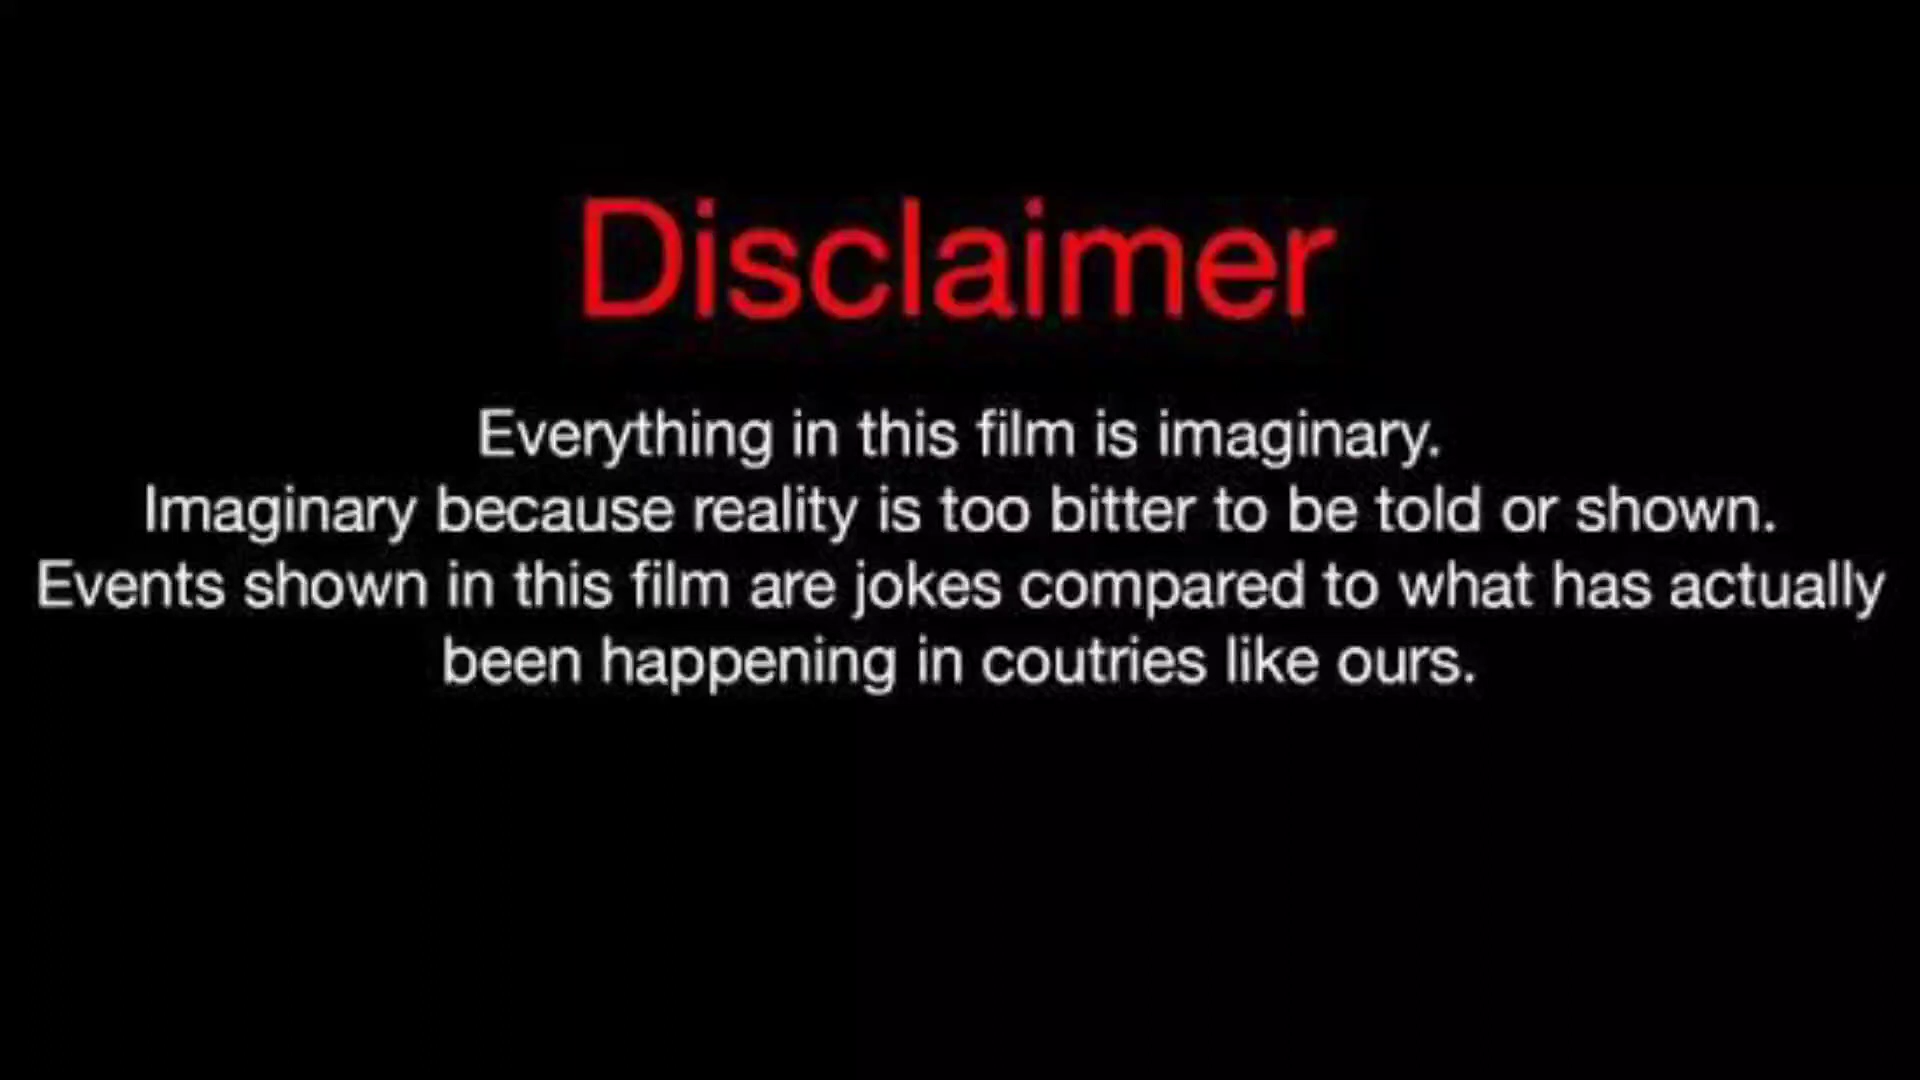 Disclaimer
Everything in this film is imaginary.
Imaginary because reality is too bitter to be told or shown.
Events shown in this film are jokes compared to what has actually
been happening in coutries like ours.